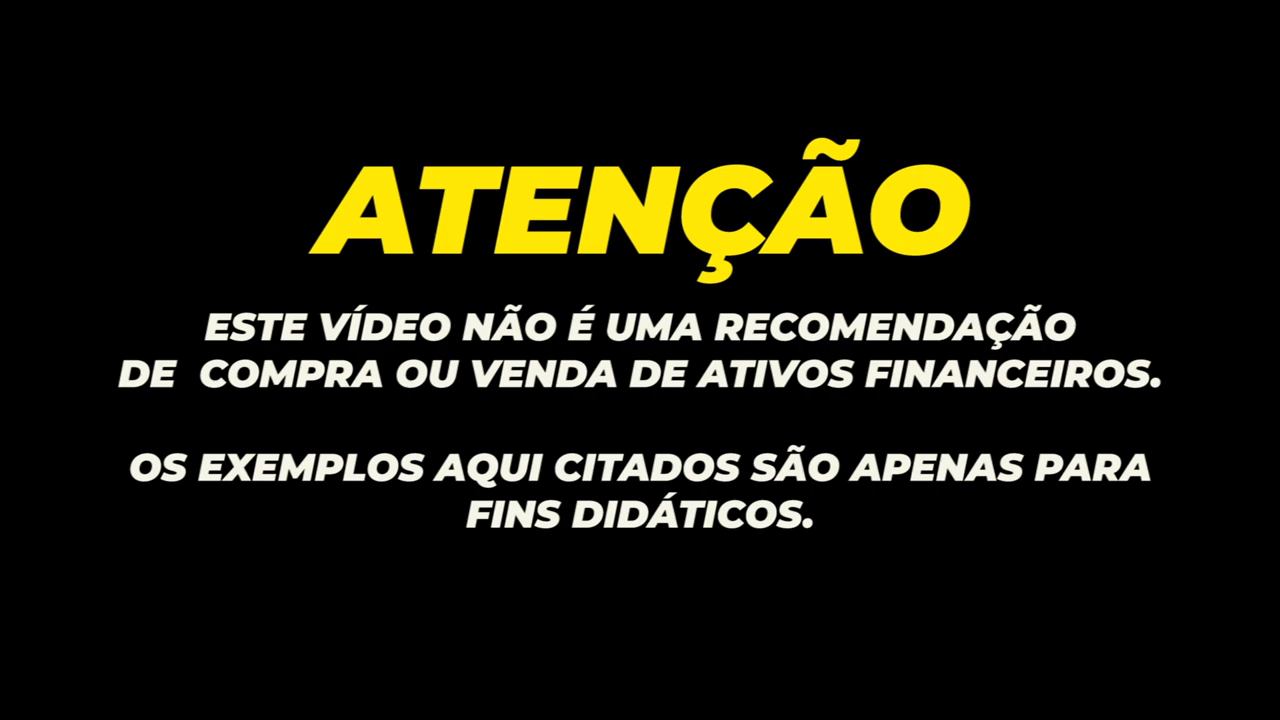 ATENÇÃO
ESTE VÍDEO NÃO É UMA RECOMENDAÇÃO
DE COMPRA OU VENDA DE ATIVOS FINANCEIROS.
OS EXEMPLOS AQUI CITADOS SÃO APENAS PARA
FINS DIDÁTICOS.